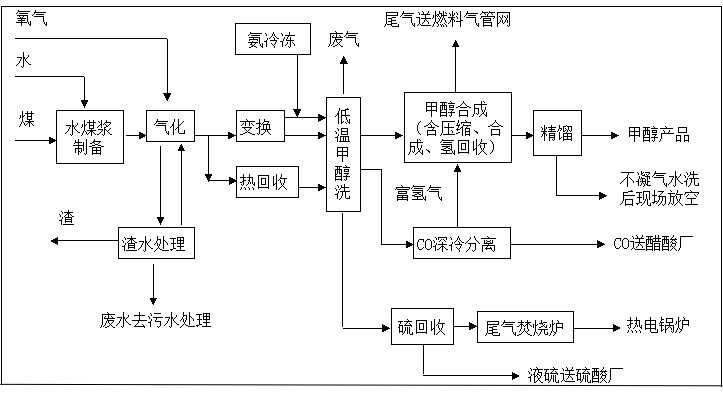 氧气
水
煤
水煤浆
制备
气化
氨冷冻
变换
热回收
废气
低温甲醇洗
尾气送燃料气管网
甲醇合成
（含压缩、合
成、氢回收）
精馏
甲醇产品
不凝气水洗
后现场放空
富氢气
CO深冷分离
CO送醋酸厂
渣
渣水处理
废水去污水处理
硫回收
尾气焚烧炉
热电锅炉
液硫送硫酸厂